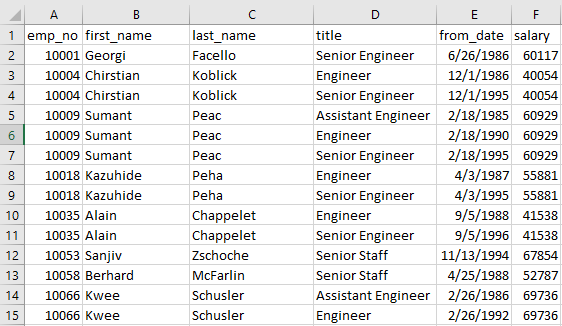 A B C D E F
1 emp_no first_name last_name title from_date salary
2 10001 Georgi Facello Senior Engineer 6/26/1986 60117
3 10004 Chirstian Koblick Engineer 12/1/1986 40054
4 10004 Chirstian Koblick Senior Engineer 12/1/1995 40054
5 10009 Sumant Peac Assistant Engineer 2/18/1985 60929
6 10009 Sumant Peac Engineer 2/18/1990 60929
7 10009 Sumant Peac Senior Engineer 2/18/1995 60929
8 10018 Kazuhide Peha Engineer 4/3/1987 55881
9 10018 Kazuhide Peha Senior Engineer 4/3/1995 55881
10 10035 Alain Chappelet Engineer 9/5/1988 41538
11 10035 Alain Chappelet Senior Engineer 9/5/1996 41538
12 10053 Sanjiv Zschoche Senior Staff 11/13/1994 67854
13 10058 Berhard McFarlin Senior Staff 4/25/1988 52787
14 10066 Kwee Schusler Assistant Engineer 2/26/1986 69736
15 10066 Kwee Schusler Engineer 2/26/1992 69736